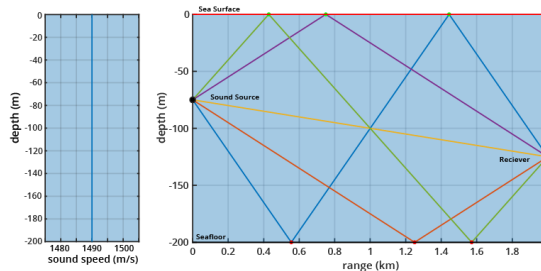 0
-20
-40
-60
-80
-100
-120
-140
-160
-180
-200
depth (m)
1480 1490 1500
sound speed (m/s)
Sea Surface
0
-50
-100
-150
-200
depth (m)
Sound Source
Reciever
Seafloor
0 0.2 0.4 0.6 0.8 1 1.2 1.4 1.6 1.8
range (km)